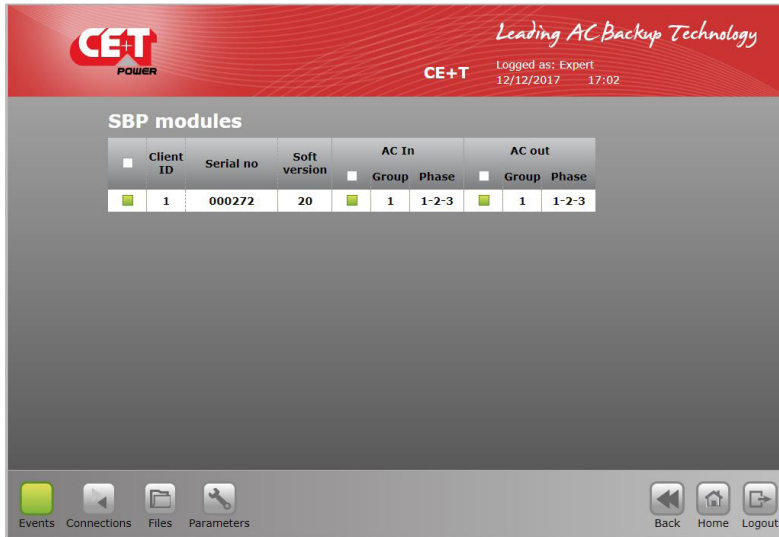 CE+T
POWER
Leading AC Backup Technology
CE+T
Logged as: Expert
12/12/2017 17:02
SBP modules
Client ID Serial no Soft version AC In Group Phase AC out Group Phase
1 000272 20 1 1-2-3 1 1-2-3
Events Connections Files Parameters Back Home Logout